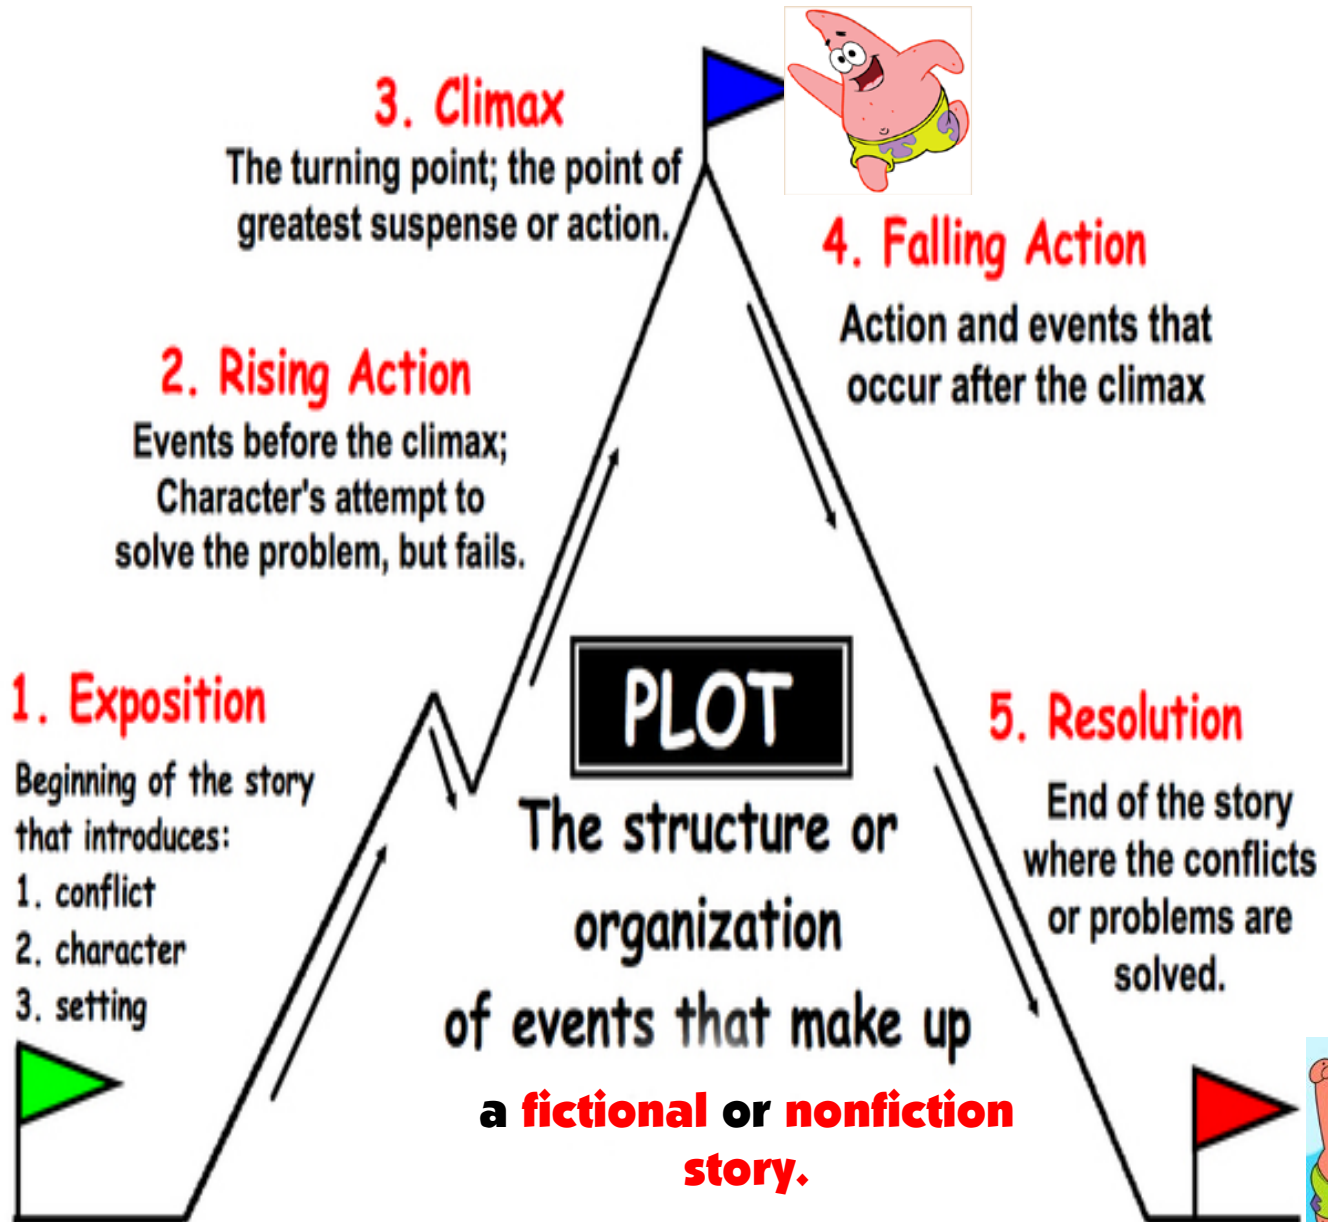 3. Climax
The turning point; the point of
greatest suspense or action.
4. Falling Action
Action and events that
occur after the climax
2. Rising Action
Events before the climax;
Character's attempt to
solve the problem, but fails.
1. Exposition
Beginning of the story
that introduces:
1. conflict
2. character
3. setting
PLOT
The structure or
organization
of events that make up
a fictional or nonfiction
story.
5. Resolution
End of the story
where the conflicts
or problems are
solved.